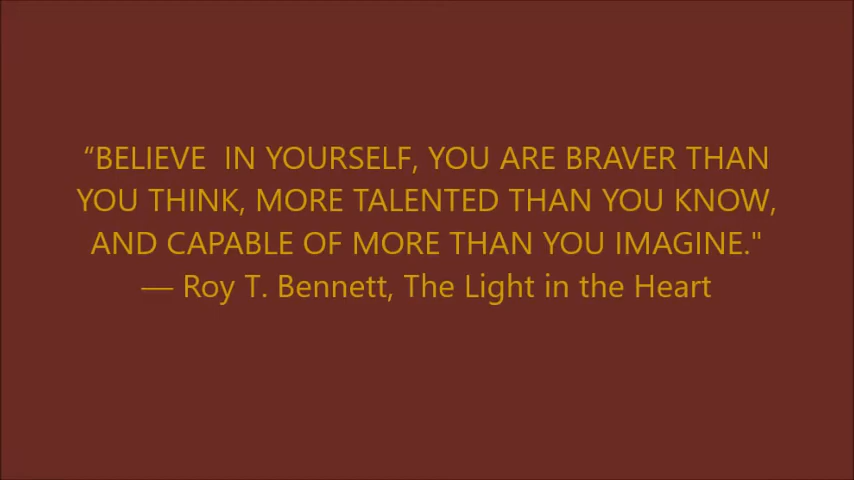 “BELIEVE  IN YOURSELF, YOU ARE BRAVER THAN
YOU THINK, MORE TALENTED THAN YOU KNOW,
AND CAPABLE OF MORE THAN YOU IMAGINE."
— Roy T. Bennett, The Light in the Heart